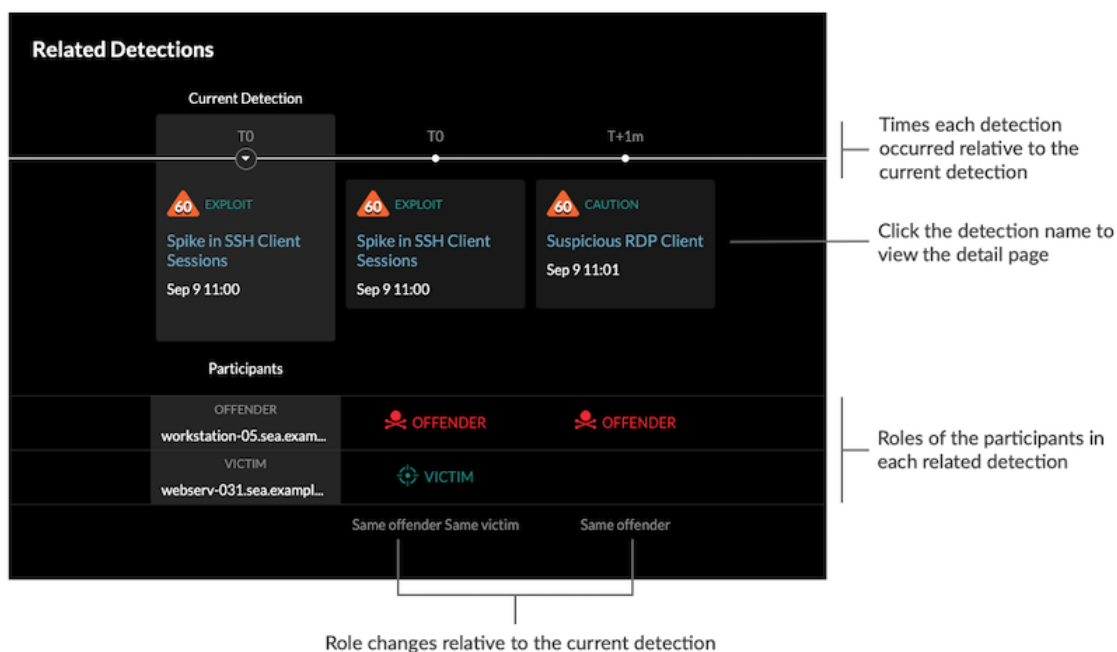 Related Detections
Current Detection
T0
T0
T+1m
Times each detection
occurred relative to the
current detection
60 EXPLOIT
Spike in SSH Client
Sessions
Sep 9 11:00
60 EXPLOIT
Spike in SSH Client
Sessions
Sep 9 11:00
60 CAUTION
Suspicious RDP Client
Sep 9 11:01
Click the detection name to
view the detail page
Participants
OFFENDER
workstation-05.sea.exam...
OFFENDER
OFFENDER
VICTIM
webserv-031.sea.exampl...
VICTIM
Roles of the participants in
each related detection
Same offender Same victim
Same offender
Role changes relative to the current detection